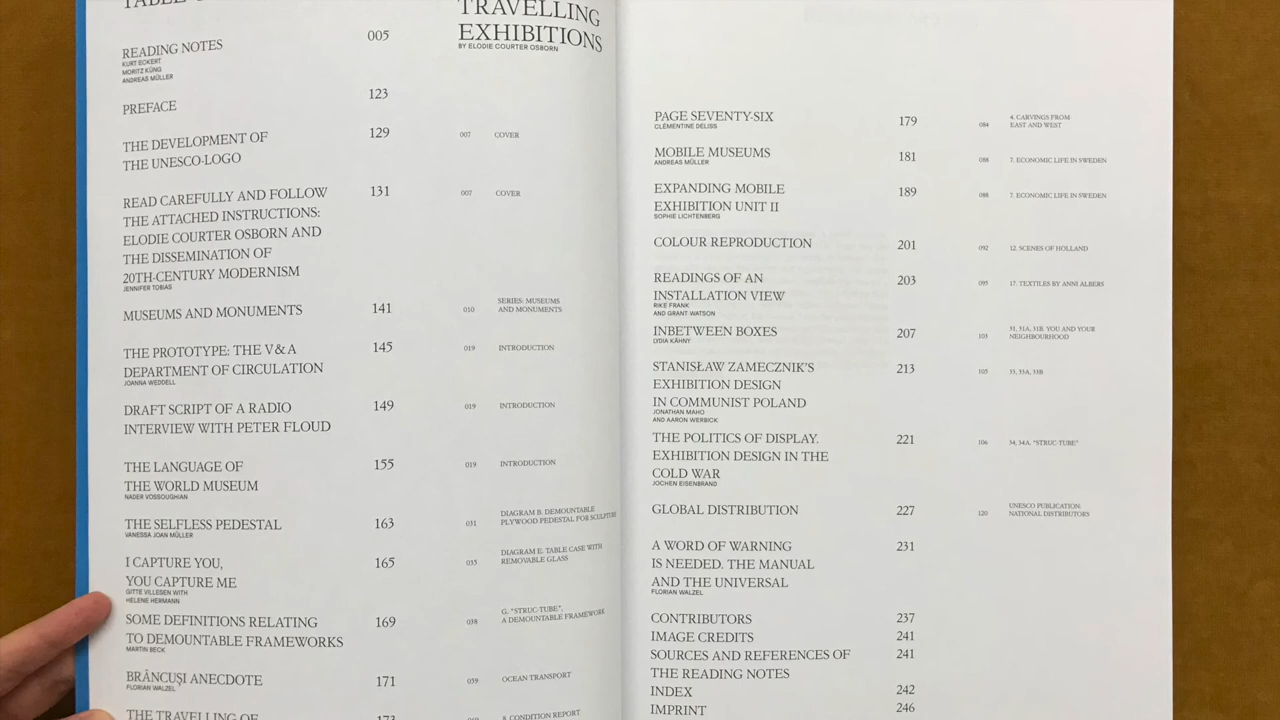 TABLE
TRAVELLING
EXHIBITIONS
BY ELODIE COURTER OSBORN
READING NOTES 005
KURT ECKERT
MORITZ KÜNG
ANDREAS MÜLLER
PREFACE 123
THE DEVELOPMENT OF 129 007 COVER
THE UNESCO-LOGO
READ CAREFULLY AND FOLLOW 131 007 COVER
THE ATTACHED INSTRUCTIONS:
ELODIE COURTER OSBORN AND
THE DISSEMINATION OF
20TH-CENTURY MODERNISM
JENNIFER TOBIAS
MUSEUMS AND MONUMENTS 141 010 SERIES: MUSEUMS
AND MONUMENTS
THE PROTOTYPE: THE V&A 145 019 INTRODUCTION
DEPARTMENT OF CIRCULATION
JOANNA WEDDELL
DRAFT SCRIPT OF A RADIO 149 019 INTRODUCTION
INTERVIEW WITH PETER FLOUD
THE LANGUAGE OF 155 019 INTRODUCTION
THE WORLD MUSEUM
NADER VOSSOUGHIAN
THE SELFLESS PEDESTAL 163 031 DIAGRAM B. DEMOUNTABLE
PLYWOOD PEDESTAL FOR SCULPTURE
VANESSA JOAN MÜLLER
I CAPTURE YOU, 165 035 DIAGRAM E. TABLE CASE WITH
REMOVABLE GLASS
YOU CAPTURE ME
GITTE VILLESEN WITH
HELENE HERMANN
SOME DEFINITIONS RELATING 169 038 G. "STRUC-TUBE",
A DEMOUNTABLE FRAMEWORK
TO DEMOUNTABLE FRAMEWORKS
MARTIN BECK
BRÂNCUŞI ANECDOTE 171 059 OCEAN TRANSPORT
FLORIAN WALZEL
THE TRAVELLING OF 173 8. CONDITION REPORT
PAGE SEVENTY-SIX 179 084 4. CARVINGS FROM
EAST AND WEST
CLÉMENTINE DELISS
MOBILE MUSEUMS 181 088 7. ECONOMIC LIFE IN SWEDEN
ANDREAS MÜLLER
EXPANDING MOBILE 189 088 7. ECONOMIC LIFE IN SWEDEN
EXHIBITION UNIT II
SOPHIE LICHTENBERG
COLOUR REPRODUCTION 201 092 12. SCENES OF HOLLAND
READINGS OF AN 203 095 17. TEXTILES BY ANNI ALBERS
INSTALLATION VIEW
RIKE FRANK
AND GRANT WATSON
INBETWEEN BOXES 207 103 31, 31A, 31B. YOU AND YOUR
NEIGHBOURHOOD
LYDIA KÄHNY
STANISŁAW ZAMECZNIK'S 213 105 33, 33A, 33B
EXHIBITION DESIGN
IN COMMUNIST POLAND
JONATHAN MAHO
AND AARON WERBICK
THE POLITICS OF DISPLAY. 221 106 34, 34A. "STRUC-TUBE"
EXHIBITION DESIGN IN THE
COLD WAR
JOCHEN EISENBRAND
GLOBAL DISTRIBUTION 227 120 UNESCO PUBLICATION:
NATIONAL DISTRIBUTORS
A WORD OF WARNING 231
IS NEEDED. THE MANUAL
AND THE UNIVERSAL
FLORIAN WALZEL
CONTRIBUTORS 237
IMAGE CREDITS 241
SOURCES AND REFERENCES OF 241
THE READING NOTES
INDEX 242
IMPRINT 246